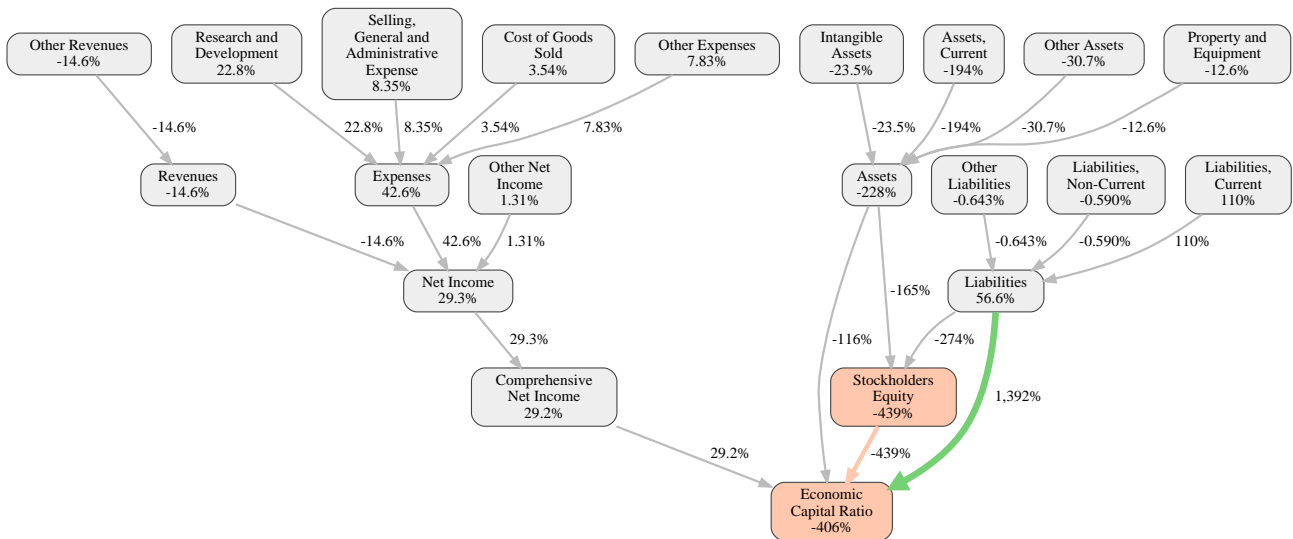 Other Revenues
-14.6%
Research and
Development
22.8%
Selling,
General and
Administrative
Expense
8.35%
Cost of Goods
Sold
3.54%
Other Expenses
7.83%
Intangible
Assets
-23.5%
Assets,
Current
-194%
Other Assets
-30.7%
Property and
Equipment
-12.6%
-14.6%
22.8%
8.35%
3.54%
7.83%
-23.5%
-194%
-30.7%
-12.6%
Revenues
-14.6%
Expenses
42.6%
Other Net
Income
1.31%
Assets
-228%
Other
Liabilities
-0.643%
Liabilities,
Non-Current
-0.590%
Liabilities,
Current
110%
-14.6%
42.6%
1.31%
-0.643%
-0.590%
110%
Net Income
29.3%
Liabilities
56.6%
-165%
29.3%
-116%
-274%
Comprehensive
Net Income
29.2%
Stockholders
Equity
-439%
1,392%
29.2%
-439%
Economic
Capital Ratio
-406%